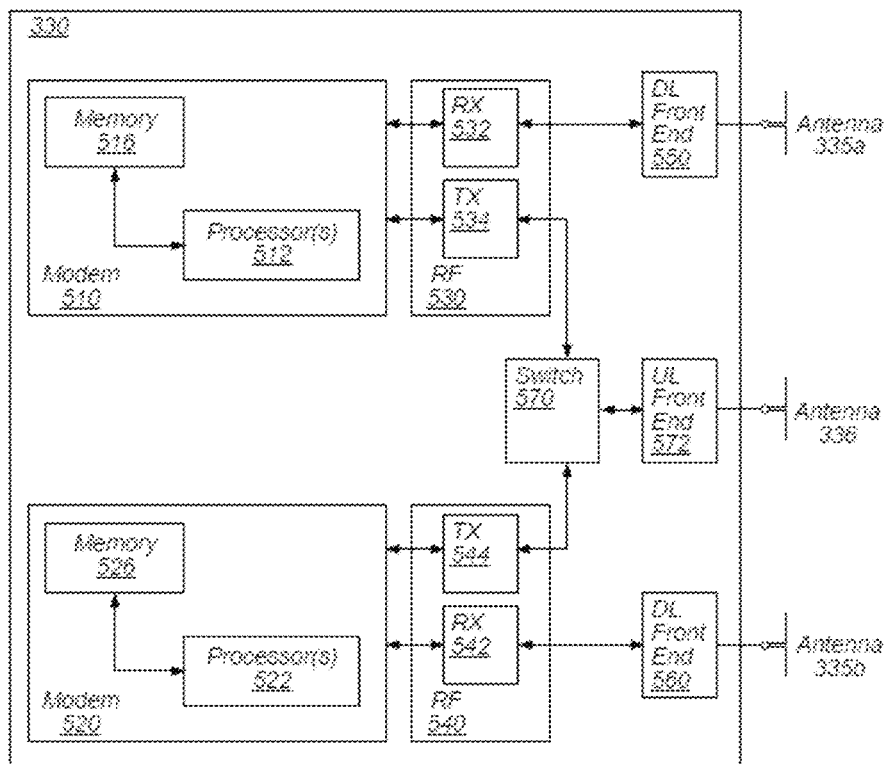 330
Memory
516
Processor(s)
512
Modem
510
RX
532
TX
534
RF
530
DL
Front
End
550
Antenna
335a
Switch
570
UL
Front
End
572
Antenna
336
Memory
526
Processor(s)
522
Modem
520
TX
544
RX
542
RF
540
DL
Front
End
560
Antenna
335b